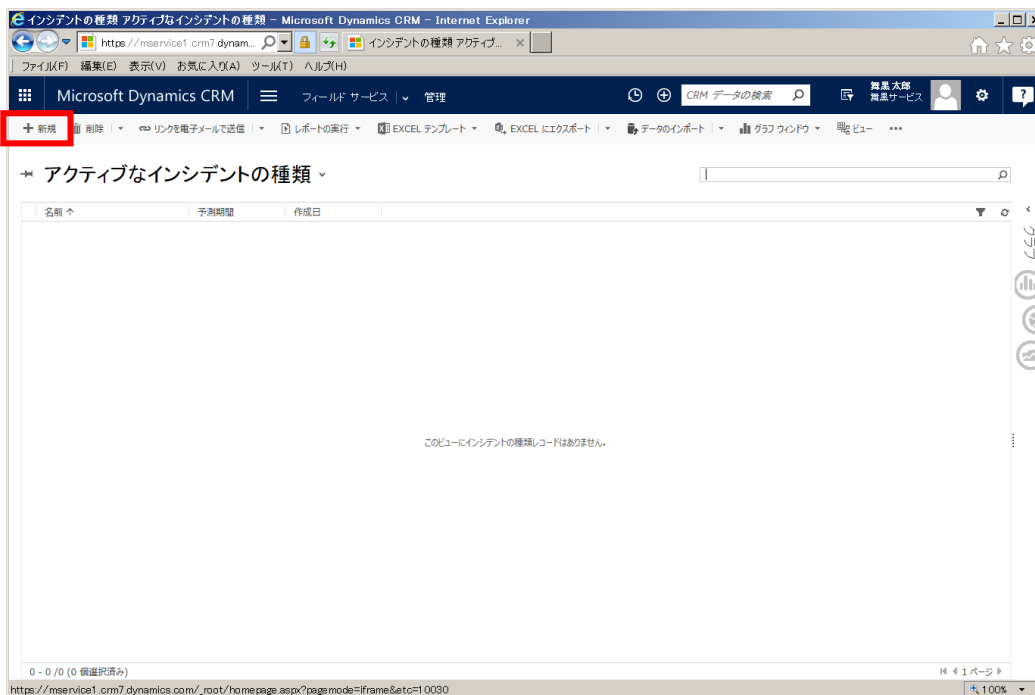 インシデントの種類 アクティブなインシデントの種類 - Microsoft Dynamics CRM - Internet Explorer
https://mservice1.crm7.dynam... インシデントの種類 アクティブ...
ファイル(F) 編集(E) 表示(V) お気に入り(A) ツール(T) ヘルプ(H)
Microsoft Dynamics CRM フィールド サービス 管理 CRM データの検索 舞黒 太郎
舞黒サービス
+ 新規 削除 リンクを電子メールで送信 レポートの実行 EXCEL テンプレート EXCEL にエクスポート データのインポート グラフ ウィンドウ ビュー ...
アクティブなインシデントの種類
名前 ↑ 予測期間 作成日
グラフ
このビューにインシデントの種類レコードはありません。
0 - 0 /0 (0 個選択済み) 1 ページ
https://mservice1.crm7.dynamics.com/_root/homepage.aspx?pagemode=iframe&etc=10030 100%